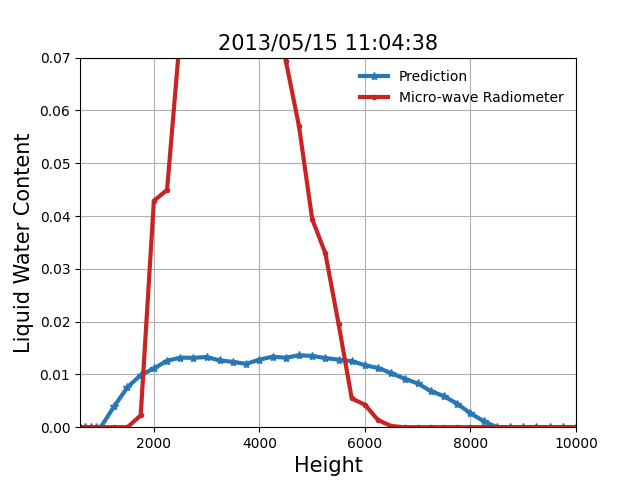 2013/05/15 11:04:38
0.07
0.06
0.05
0.04
0.03
0.02
0.01
0.00
Liquid Water Content
Prediction
Micro-wave Radiometer
2000 4000 6000 8000 10000
Height